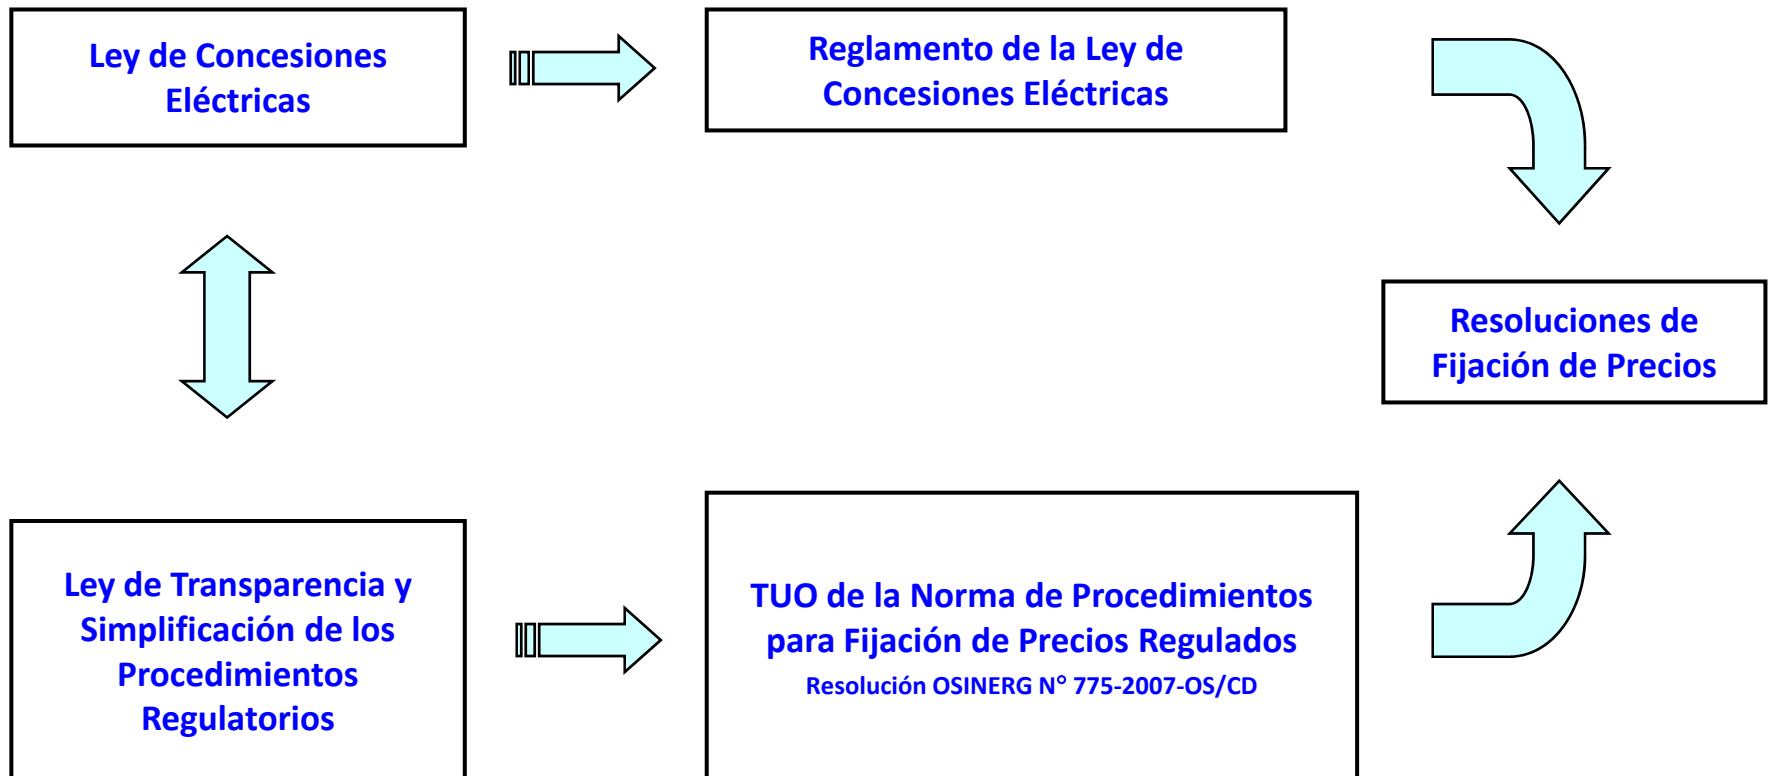 Ley de Concesiones
Eléctricas
Reglamento de la Ley de
Concesiones Eléctricas
Resoluciones de
Fijación de Precios
Ley de Transparencia y
Simplificación de los
Procedimientos
Regulatorios
TUO de la Norma de Procedimientos
para Fijación de Precios Regulados
Resolución OSINERG N° 775-2007-OS/CD